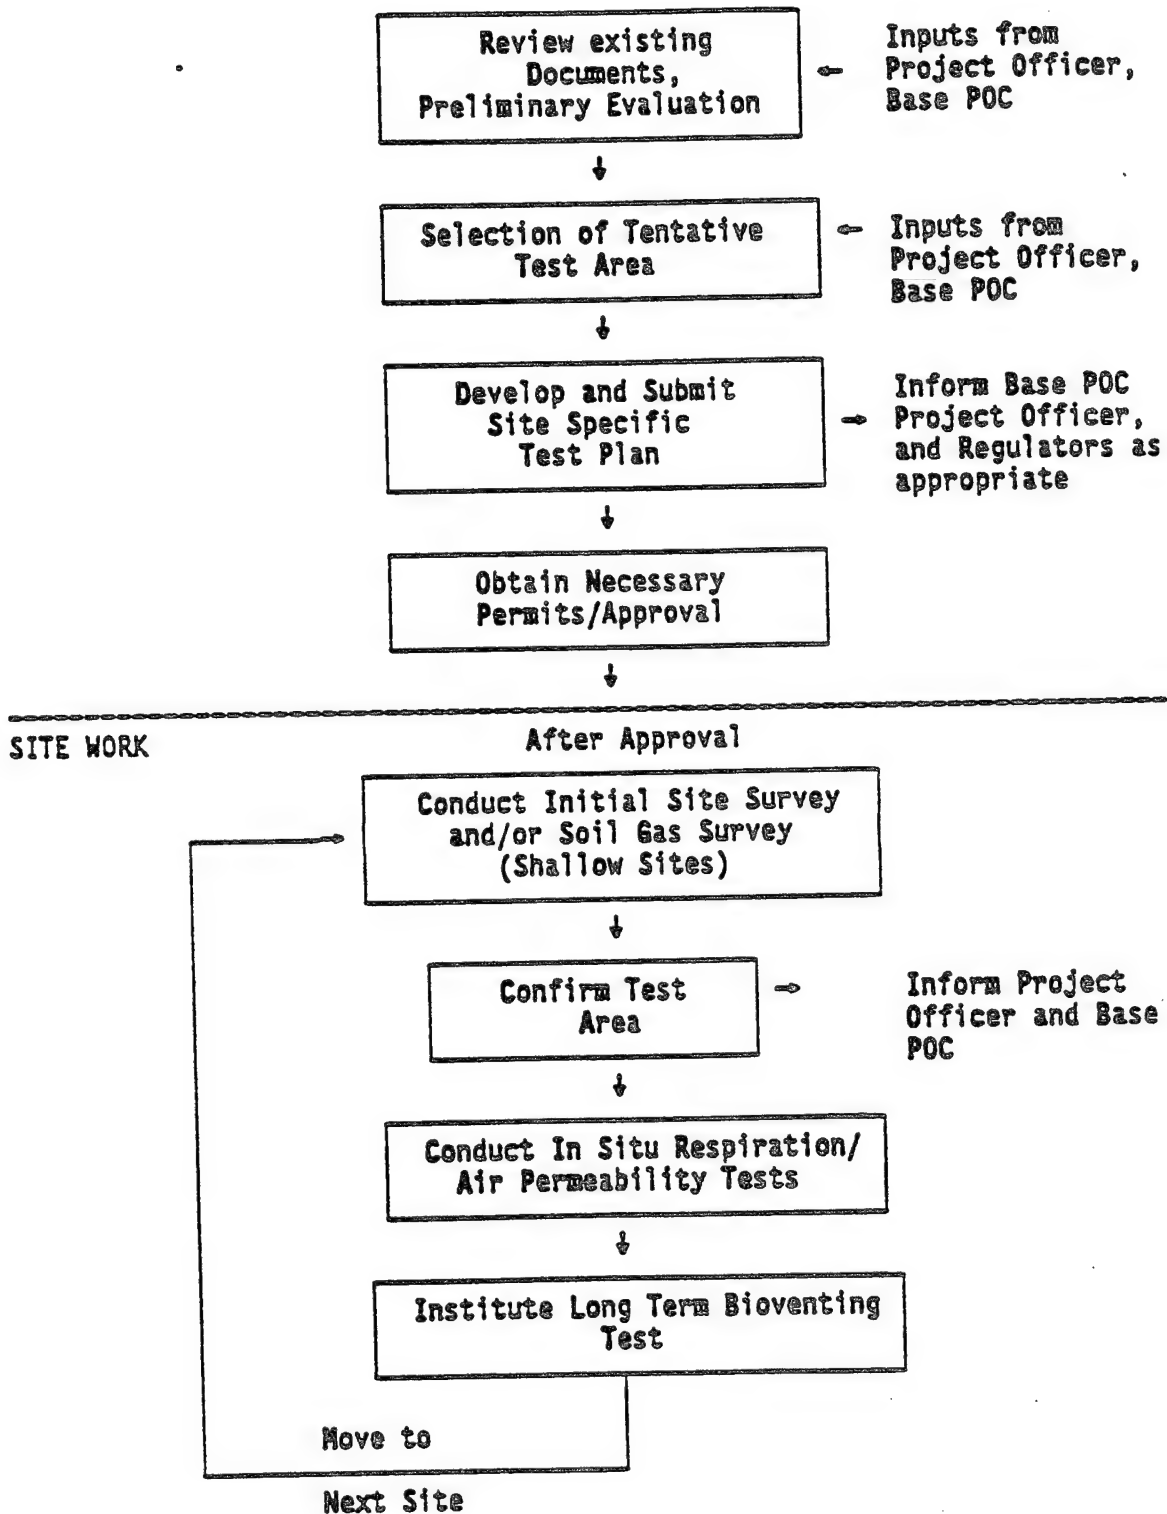 Review existing
Documents,
Preliminary Evaluation
Inputs from
Project Officer,
Base POC
Selection of Tentative
Test Area
Inputs from
Project Officer,
Base POC
Develop and Submit
Site Specific
Test Plan
Inform Base POC
Project Officer,
and Regulators as
appropriate
Obtain Necessary
Permits/Approval
SITE WORK
After Approval
Conduct Initial Site Survey
and/or Soil Gas Survey
(Shallow Sites)
Confirm Test
Area
Inform Project
Officer and Base
POC
Conduct In Situ Respiration/
Air Permeability Tests
Institute Long Term Bioventing
Test
Move to
Next Site